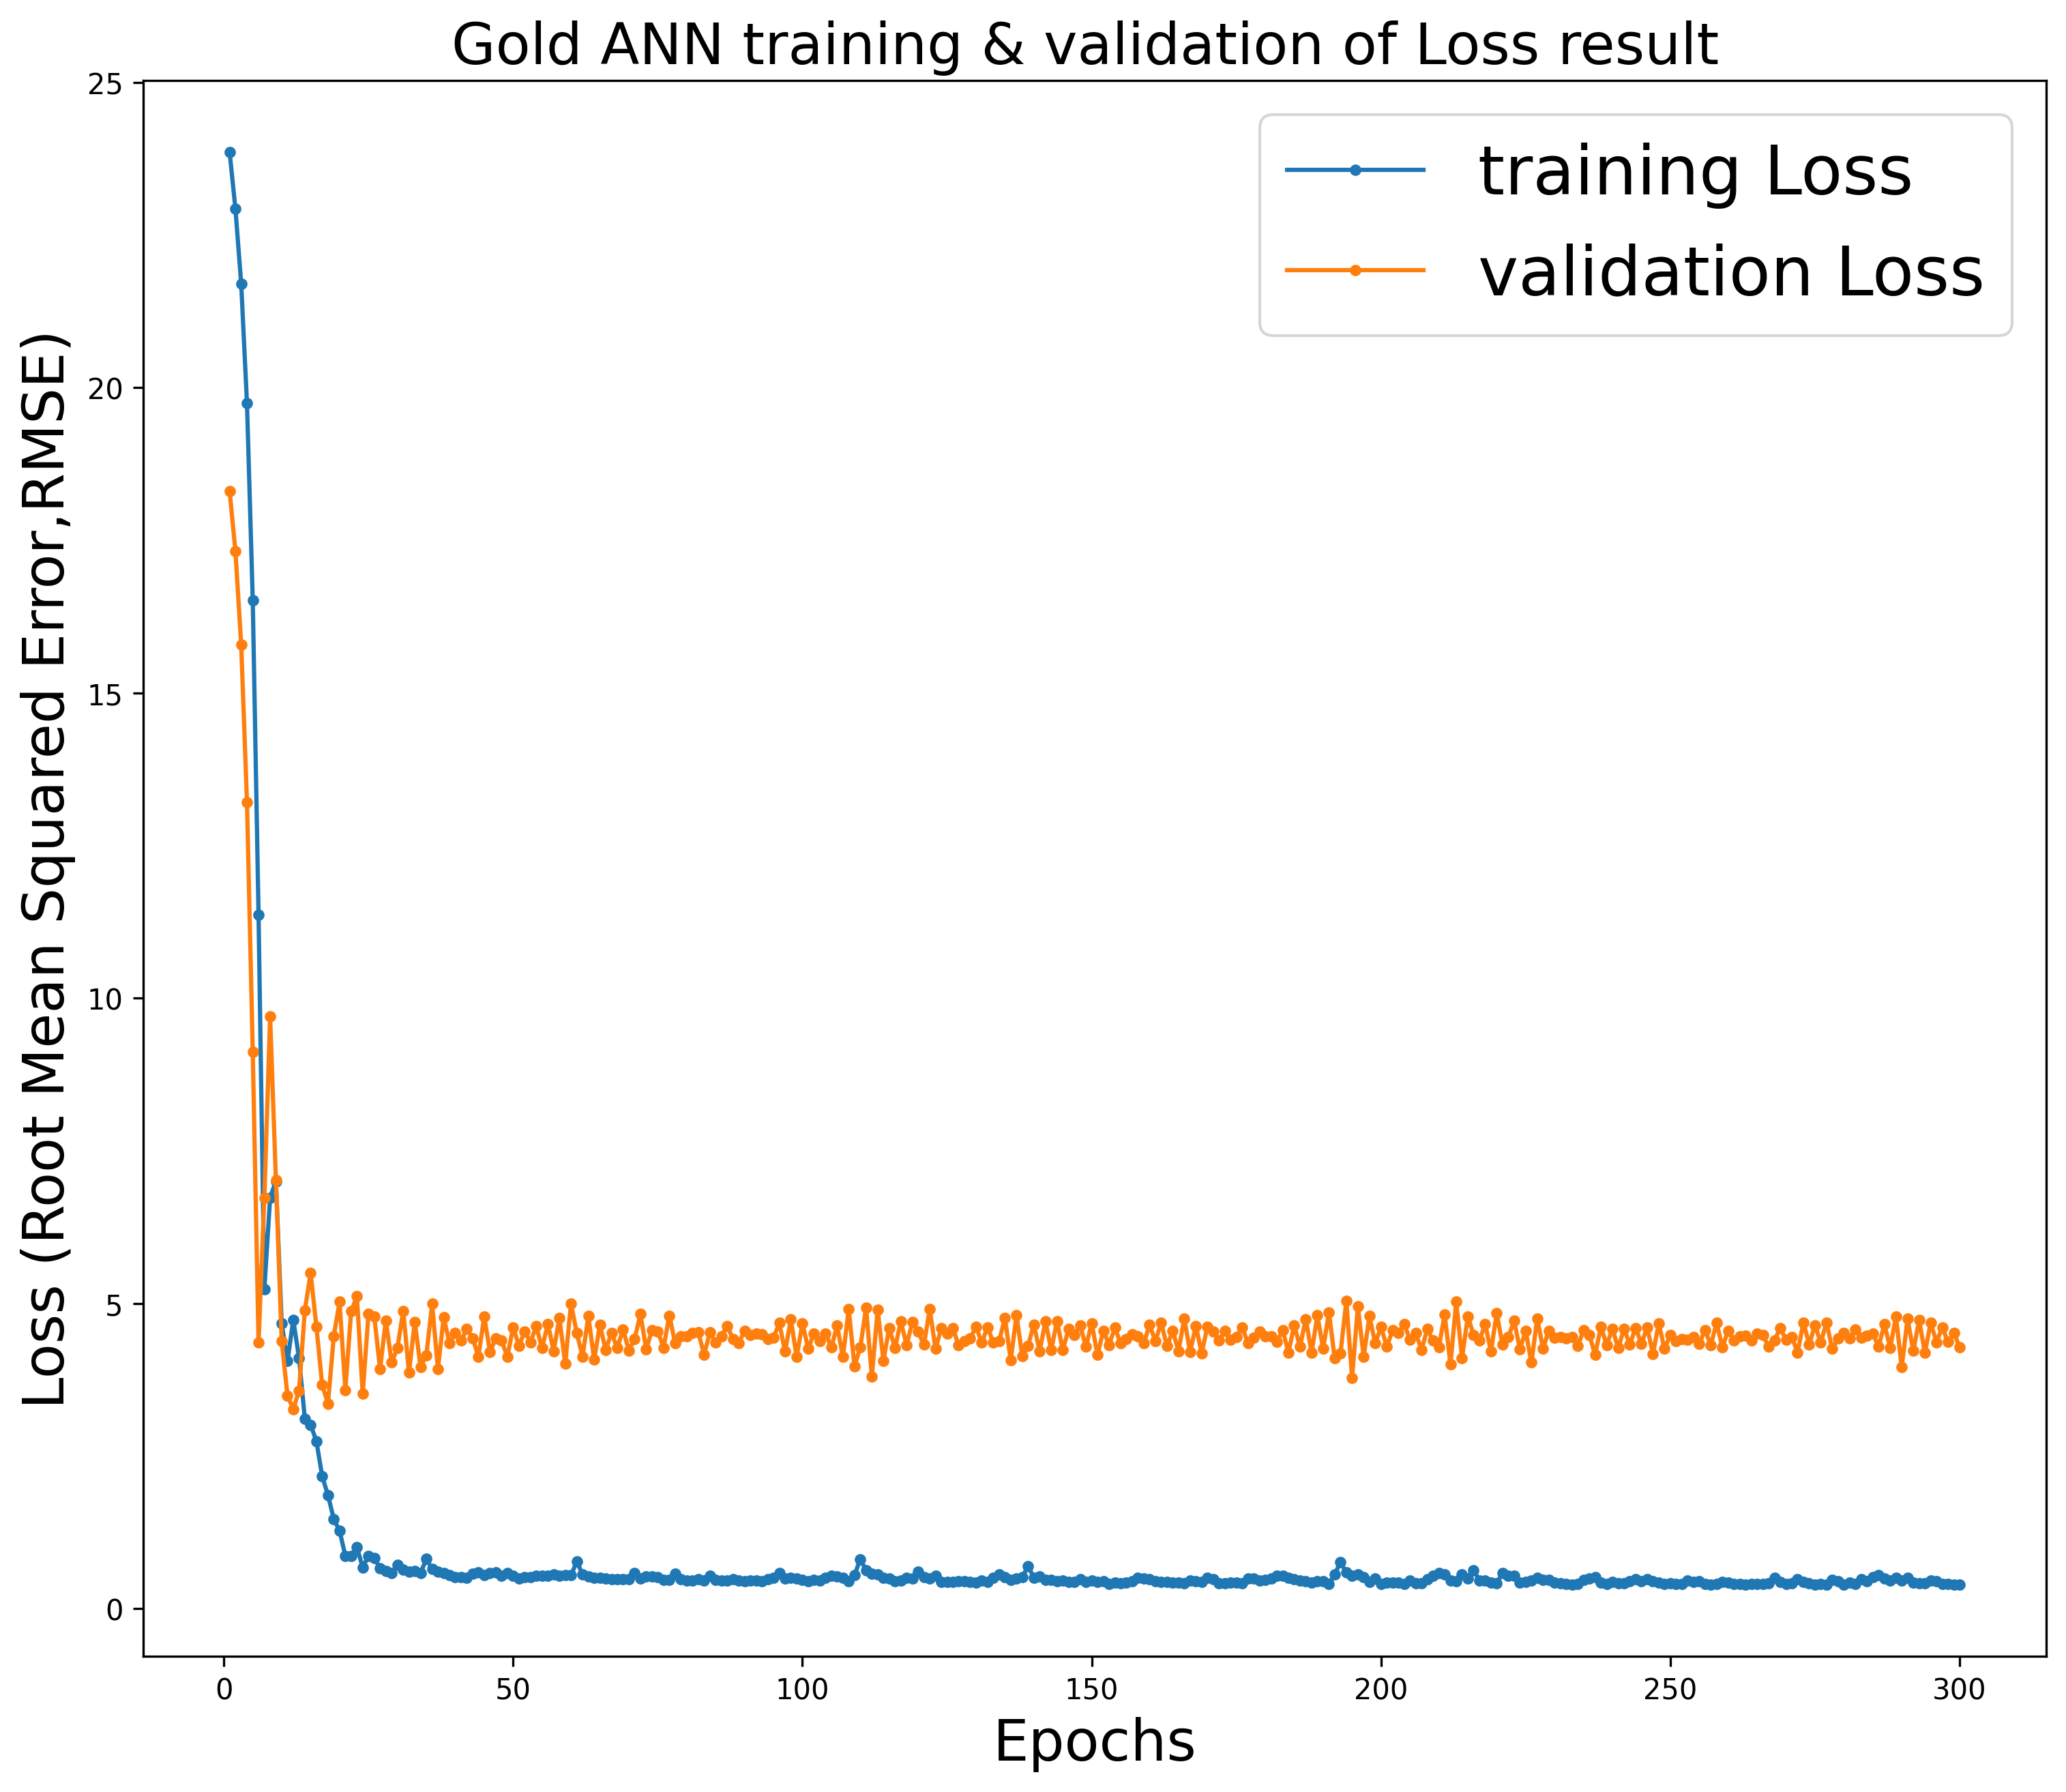 Gold ANN training & validation of Loss result
training Loss
validation Loss
Loss (Root Mean Squared Error,RMSE)
25
20
15
10
5
0
0 50 100 150 200 250 300
Epochs